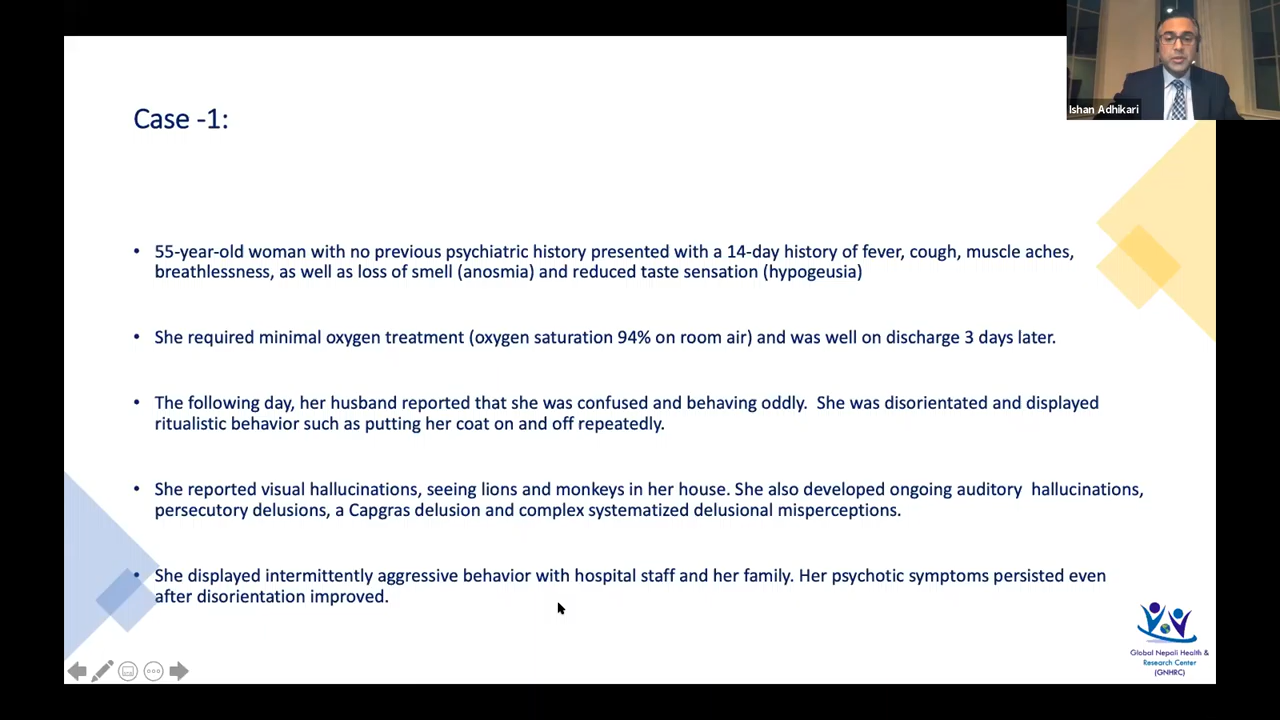 Ishan Adhikari
Case -1:
• 55-year-old woman with no previous psychiatric history presented with a 14-day history of fever, cough, muscle aches,
breathlessness, as well as loss of smell (anosmia) and reduced taste sensation (hypogeusia)
• She required minimal oxygen treatment (oxygen saturation 94% on room air) and was well on discharge 3 days later.
• The following day, her husband reported that she was confused and behaving oddly.  She was disorientated and displayed
ritualistic behavior such as putting her coat on and off repeatedly.
• She reported visual hallucinations, seeing lions and monkeys in her house. She also developed ongoing auditory  hallucinations,
persecutory delusions, a Capgras delusion and complex systematized delusional misperceptions.
• She displayed intermittently aggressive behavior with hospital staff and her family. Her psychotic symptoms persisted even
after disorientation improved.
Global Nepali Health &
Research Center
(GNHRC)